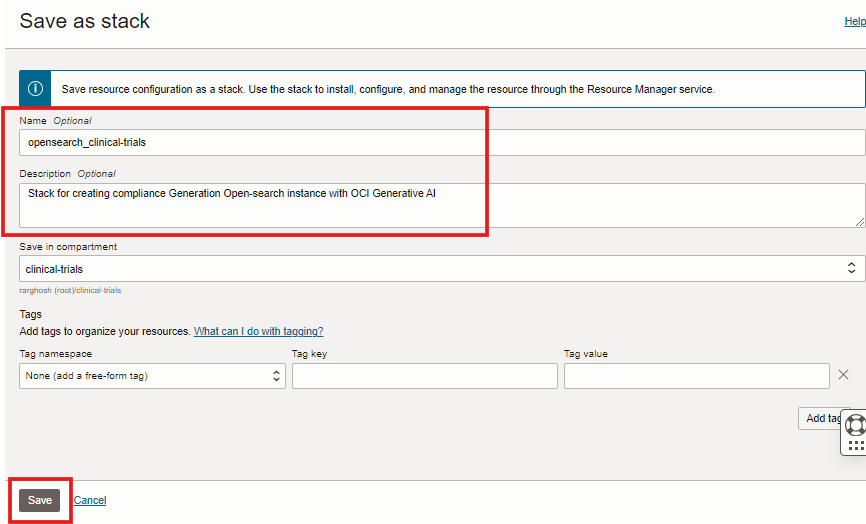 Save as stack
Help
Save resource configuration as a stack. Use the stack to install, configure, and manage the resource through the Resource Manager service.
Name Optional
opensearch_clinical-trials
Description Optional
Stack for creating compliance Generation Open-search instance with OCI Generative AI
Save in compartment
clinical-trials
rarghosh (root)/clinical-trials
Tags
Add tags to organize your resources. What can I do with tagging?
Tag namespace Tag key Tag value
None (add a free-form tag)
Add tag
Save Cancel